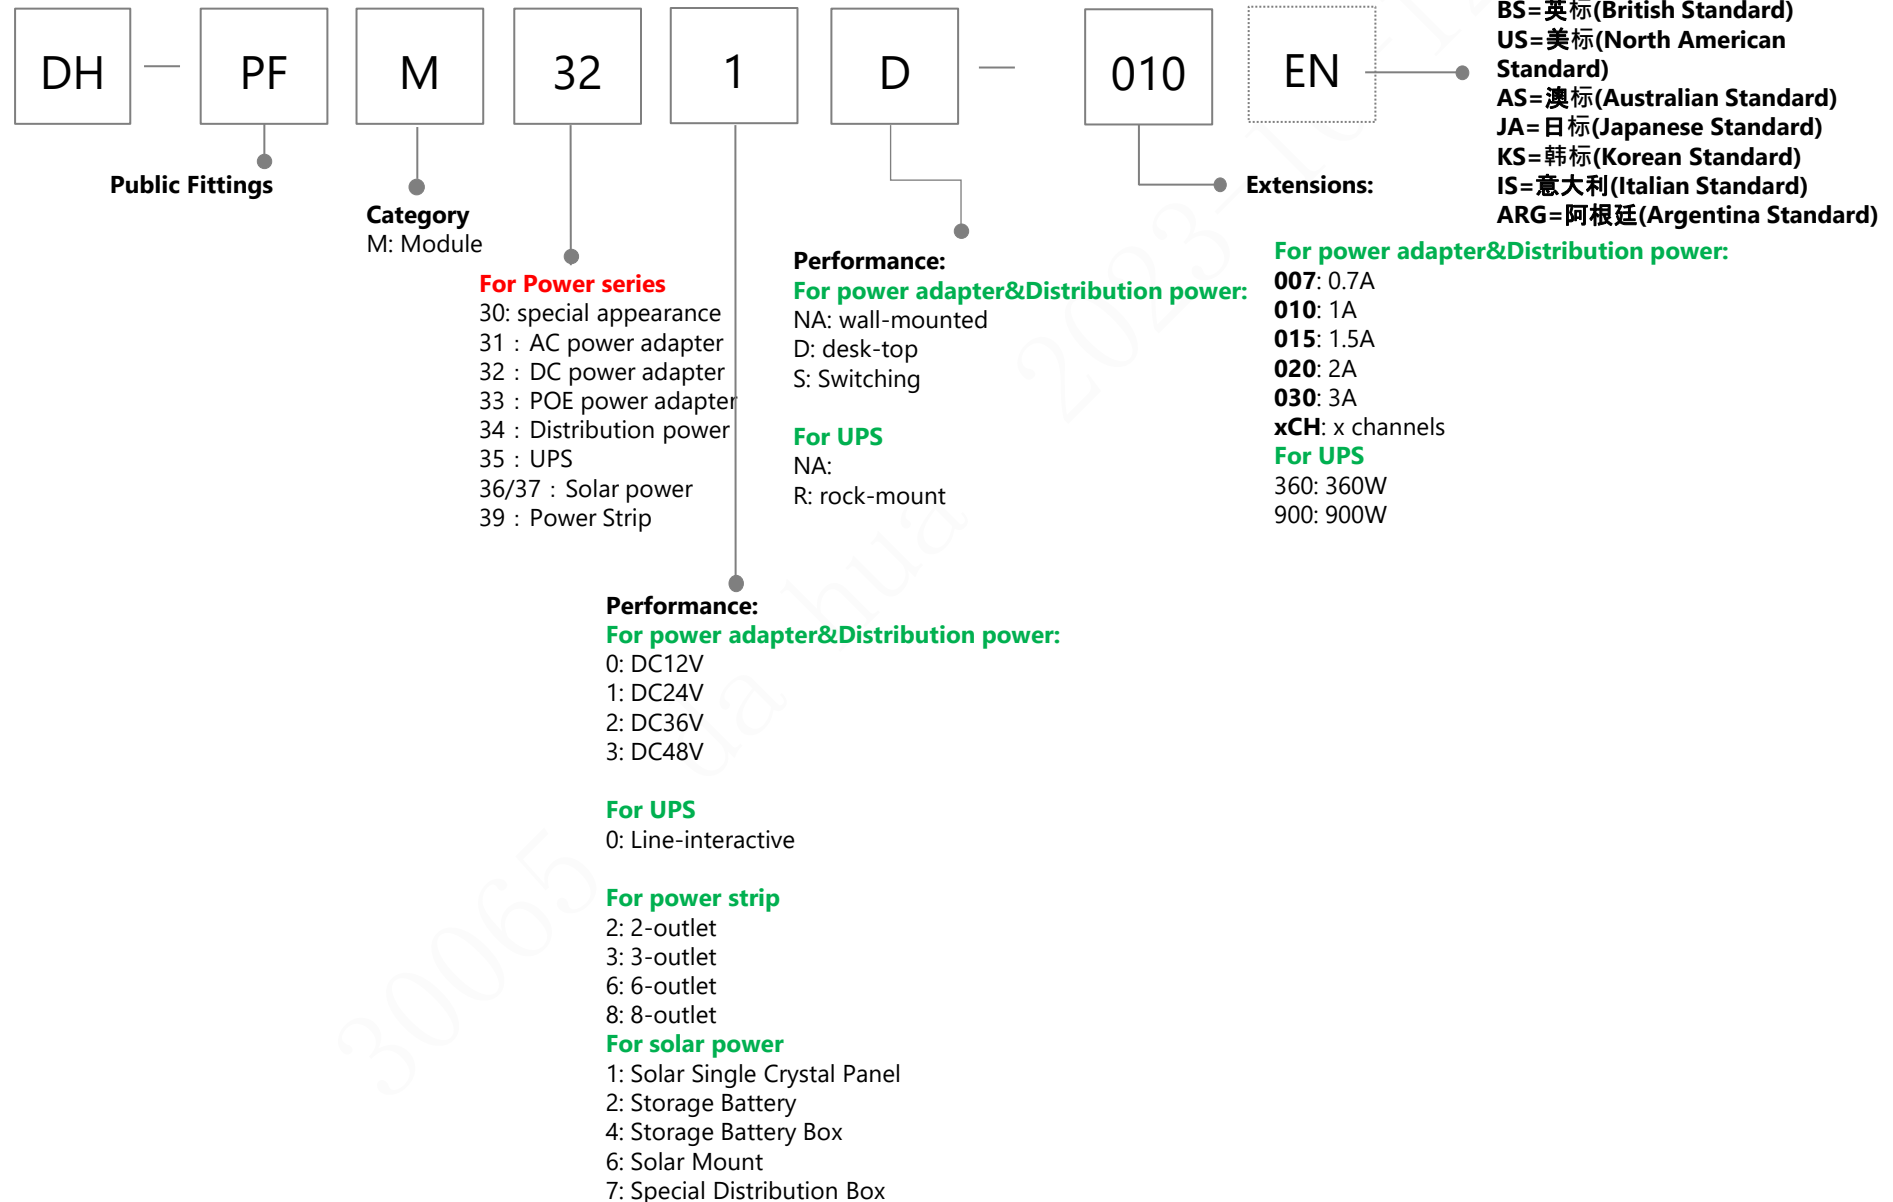 DH — PF M 32 1 D — 010 EN
BS=英标(British Standard)
US=美标(North American
Standard)
AS=澳标(Australian Standard)
JA=日标(Japanese Standard)
KS=韩标(Korean Standard)
IS=意大利(Italian Standard)
ARG=阿根廷(Argentina Standard)
Public Fittings
Category
M: Module
For Power series
30: special appearance
31：AC power adapter
32：DC power adapter
33：POE power adapter
34：Distribution power
35：UPS
36/37：Solar power
39：Power Strip
Performance:
For power adapter&Distribution power:
0: DC12V
1: DC24V
2: DC36V
3: DC48V
For UPS
0: Line-interactive
For power strip
2: 2-outlet
3: 3-outlet
6: 6-outlet
8: 8-outlet
For solar power
1: Solar Single Crystal Panel
2: Storage Battery
4: Storage Battery Box
6: Solar Mount
7: Special Distribution Box
Performance:
For power adapter&Distribution power:
NA: wall-mounted
D: desk-top
S: Switching
For UPS
NA:
R: rock-mount
Extensions:
For power adapter&Distribution power:
007: 0.7A
010: 1A
015: 1.5A
020: 2A
030: 3A
xCH: x channels
For UPS
360: 360W
900: 900W
30065
da hua